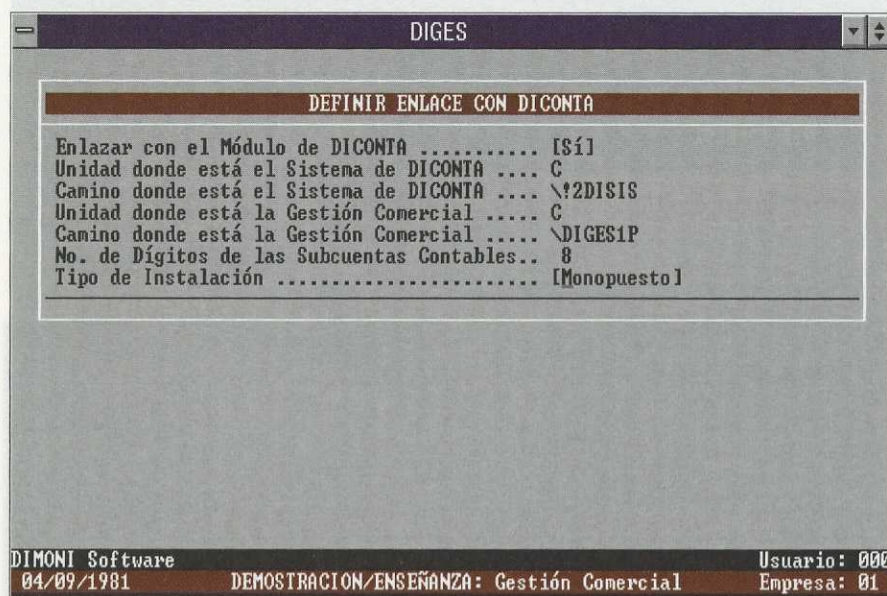 DIGES
DEFINIR ENLACE CON DICONTA
Enlazar con el Módulo de DICONTA ........... [Sí]
Unidad donde está el Sistema de DICONTA .... C
Camino donde está el Sistema de DICONTA .... \!2DISIS
Unidad donde está la Gestión Comercial ..... C
Camino donde está la Gestión Comercial ..... \DIGES1P
No. de Dígitos de las Subcuentas Contables.. 8
Tipo de Instalación ........................ [Monopuesto]
DIMONI Software Usuario: 000
04/09/1981 DEMOSTRACION/ENSEÑANZA: Gestión Comercial Empresa: 01